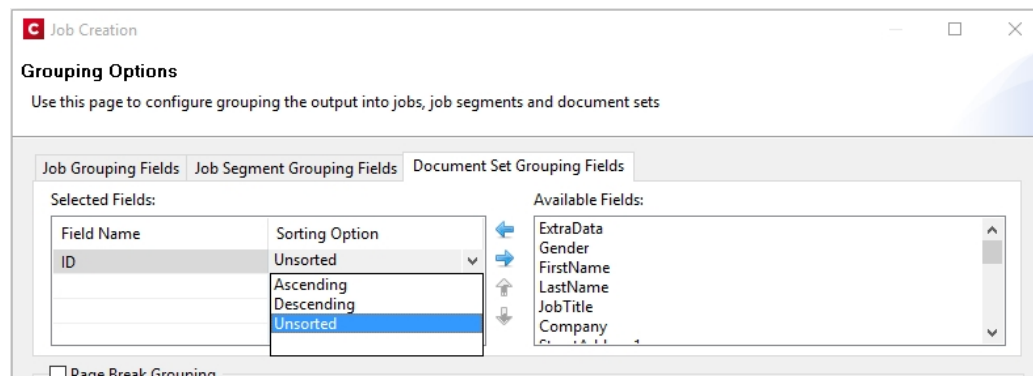 C Job Creation
Grouping Options
Use this page to configure grouping the output into jobs, job segments and document sets
Job Grouping Fields Job Segment Grouping Fields Document Set Grouping Fields
Selected Fields: Available Fields:
Field Name Sorting Option
ID Unsorted
Ascending
Descending
Unsorted
ExtraData
Gender
FirstName
LastName
JobTitle
Company
Page Break Grouping